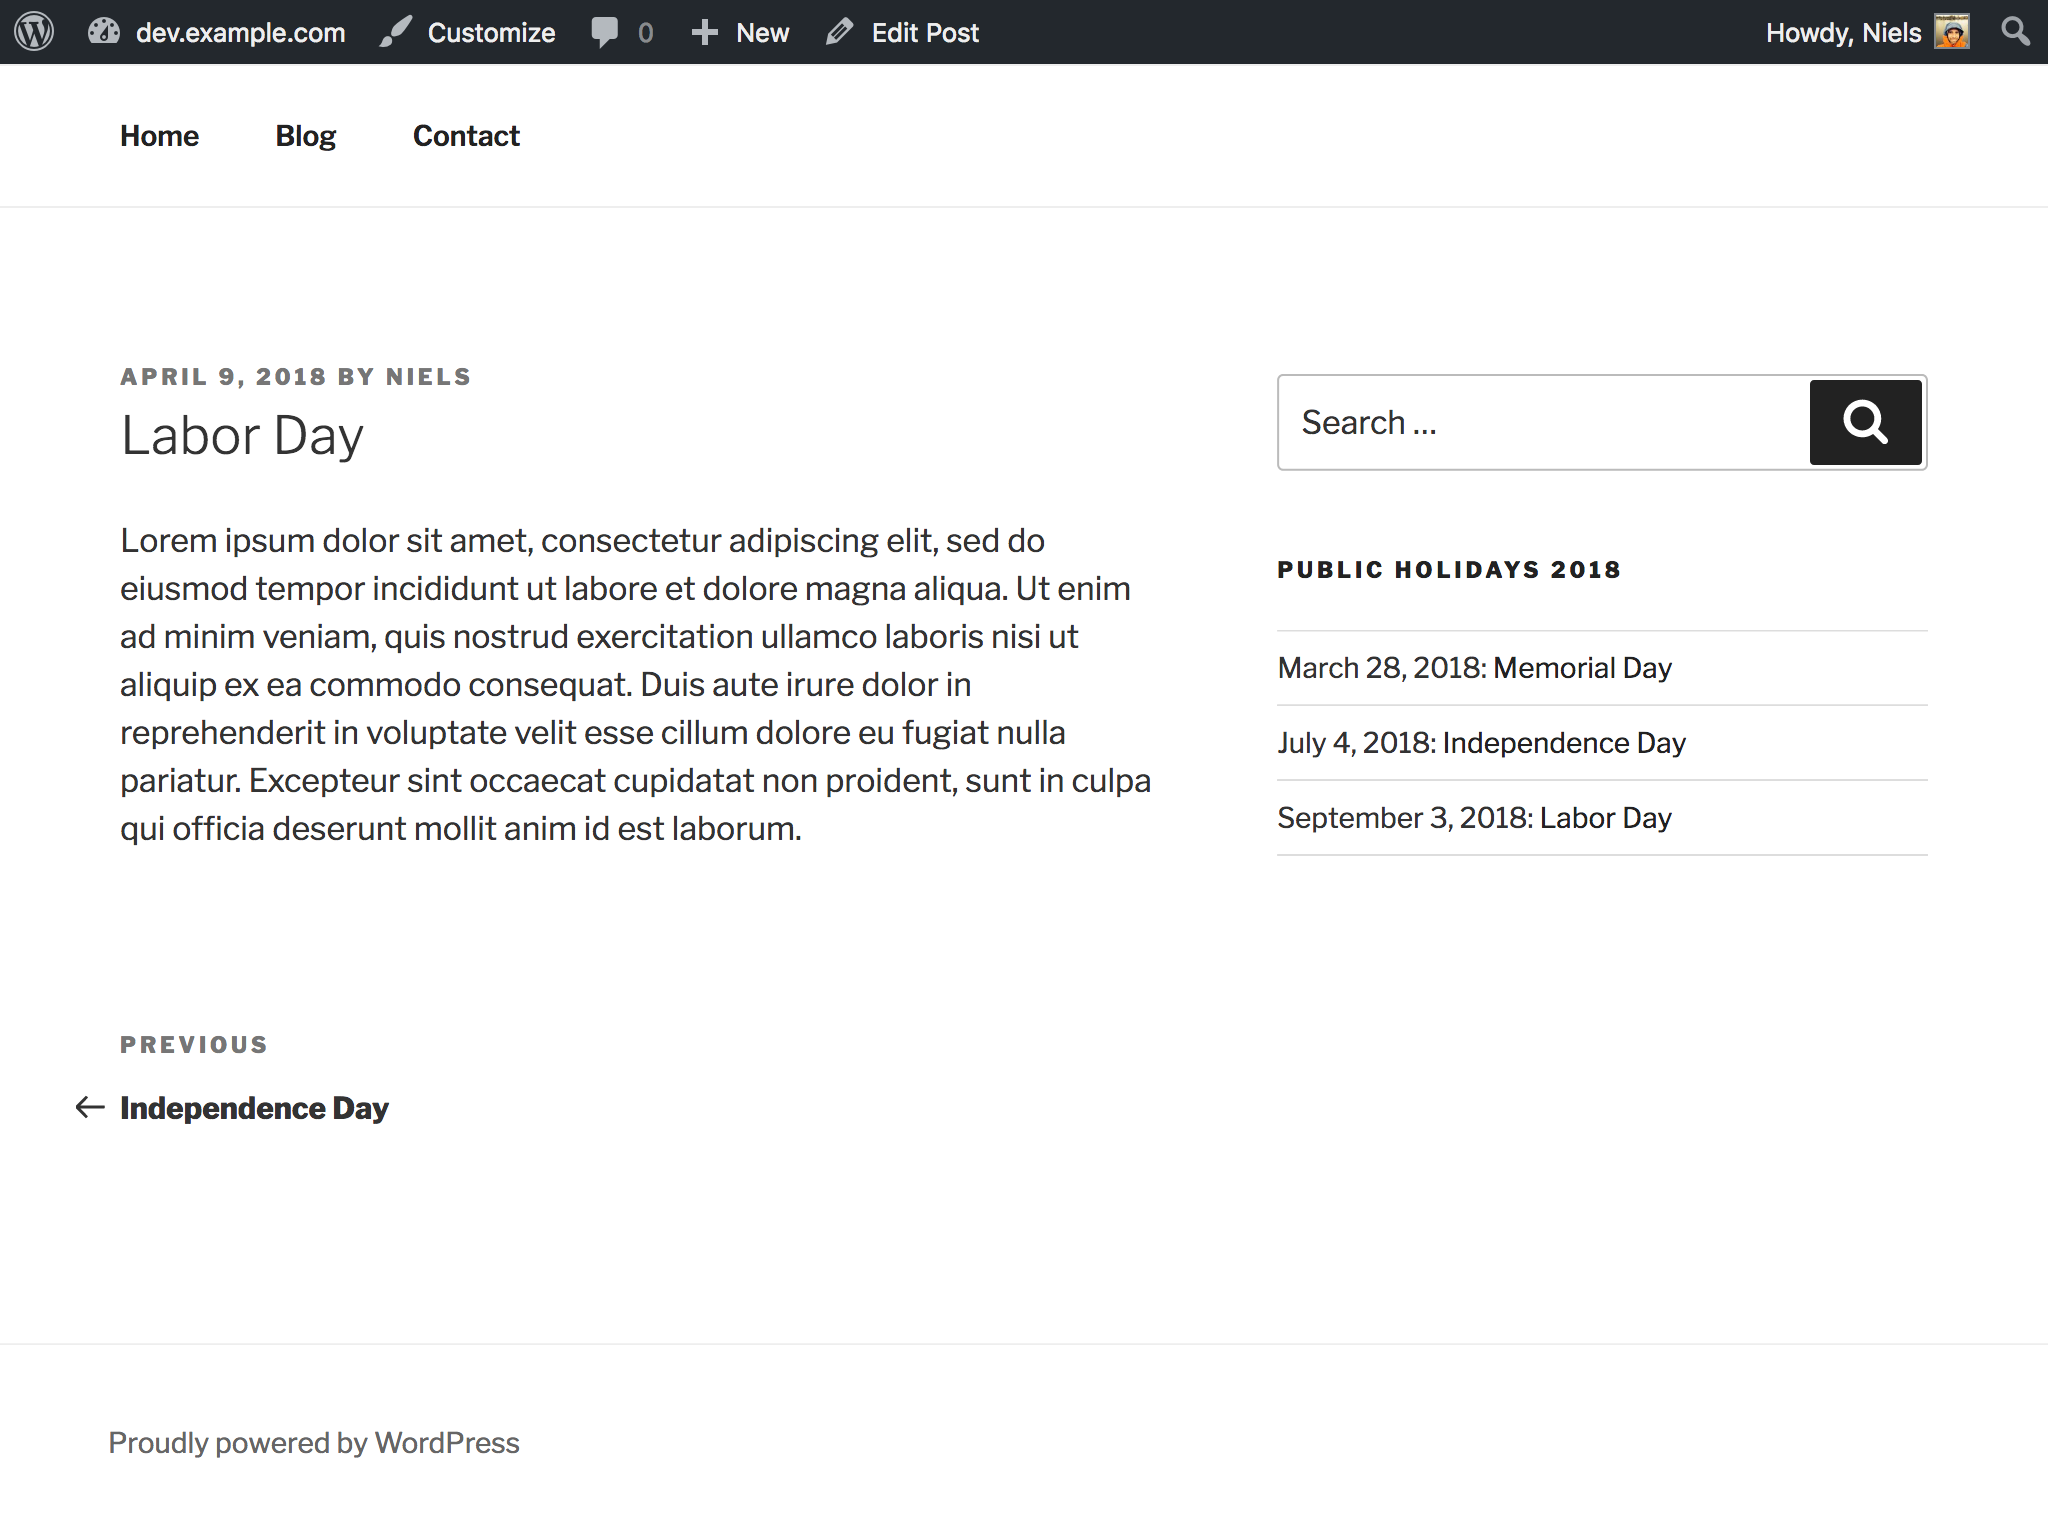 dev.example.com Customize 0 New Edit Post Howdy, Niels
Home Blog Contact
APRIL 9, 2018 BY NIELS
Labor Day
Lorem ipsum dolor sit amet, consectetur adipiscing elit, sed do
eiusmod tempor incididunt ut labore et dolore magna aliqua. Ut enim
ad minim veniam, quis nostrud exercitation ullamco laboris nisi ut
aliquip ex ea commodo consequat. Duis aute irure dolor in
reprehenderit in voluptate velit esse cillum dolore eu fugiat nulla
pariatur. Excepteur sint occaecat cupidatat non proident, sunt in culpa
qui officia deserunt mollit anim id est laborum.
PREVIOUS
← Independence Day
Search ...
PUBLIC HOLIDAYS 2018
March 28, 2018: Memorial Day
July 4, 2018: Independence Day
September 3, 2018: Labor Day
Proudly powered by WordPress